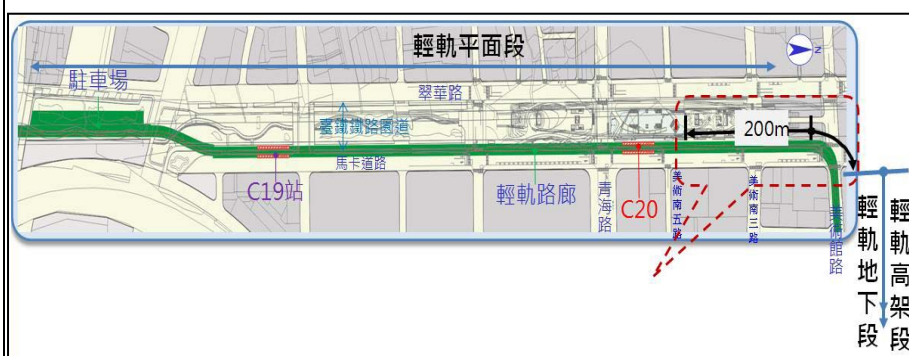 輕軌平面段
N
駐車場
翠華路
臺鐵鐵路園道
200m
馬卡道路
C19站
輕軌路廊
青海路
C20
美術南五路
美術南三路
美術館路
輕軌地下段
輕軌高架段